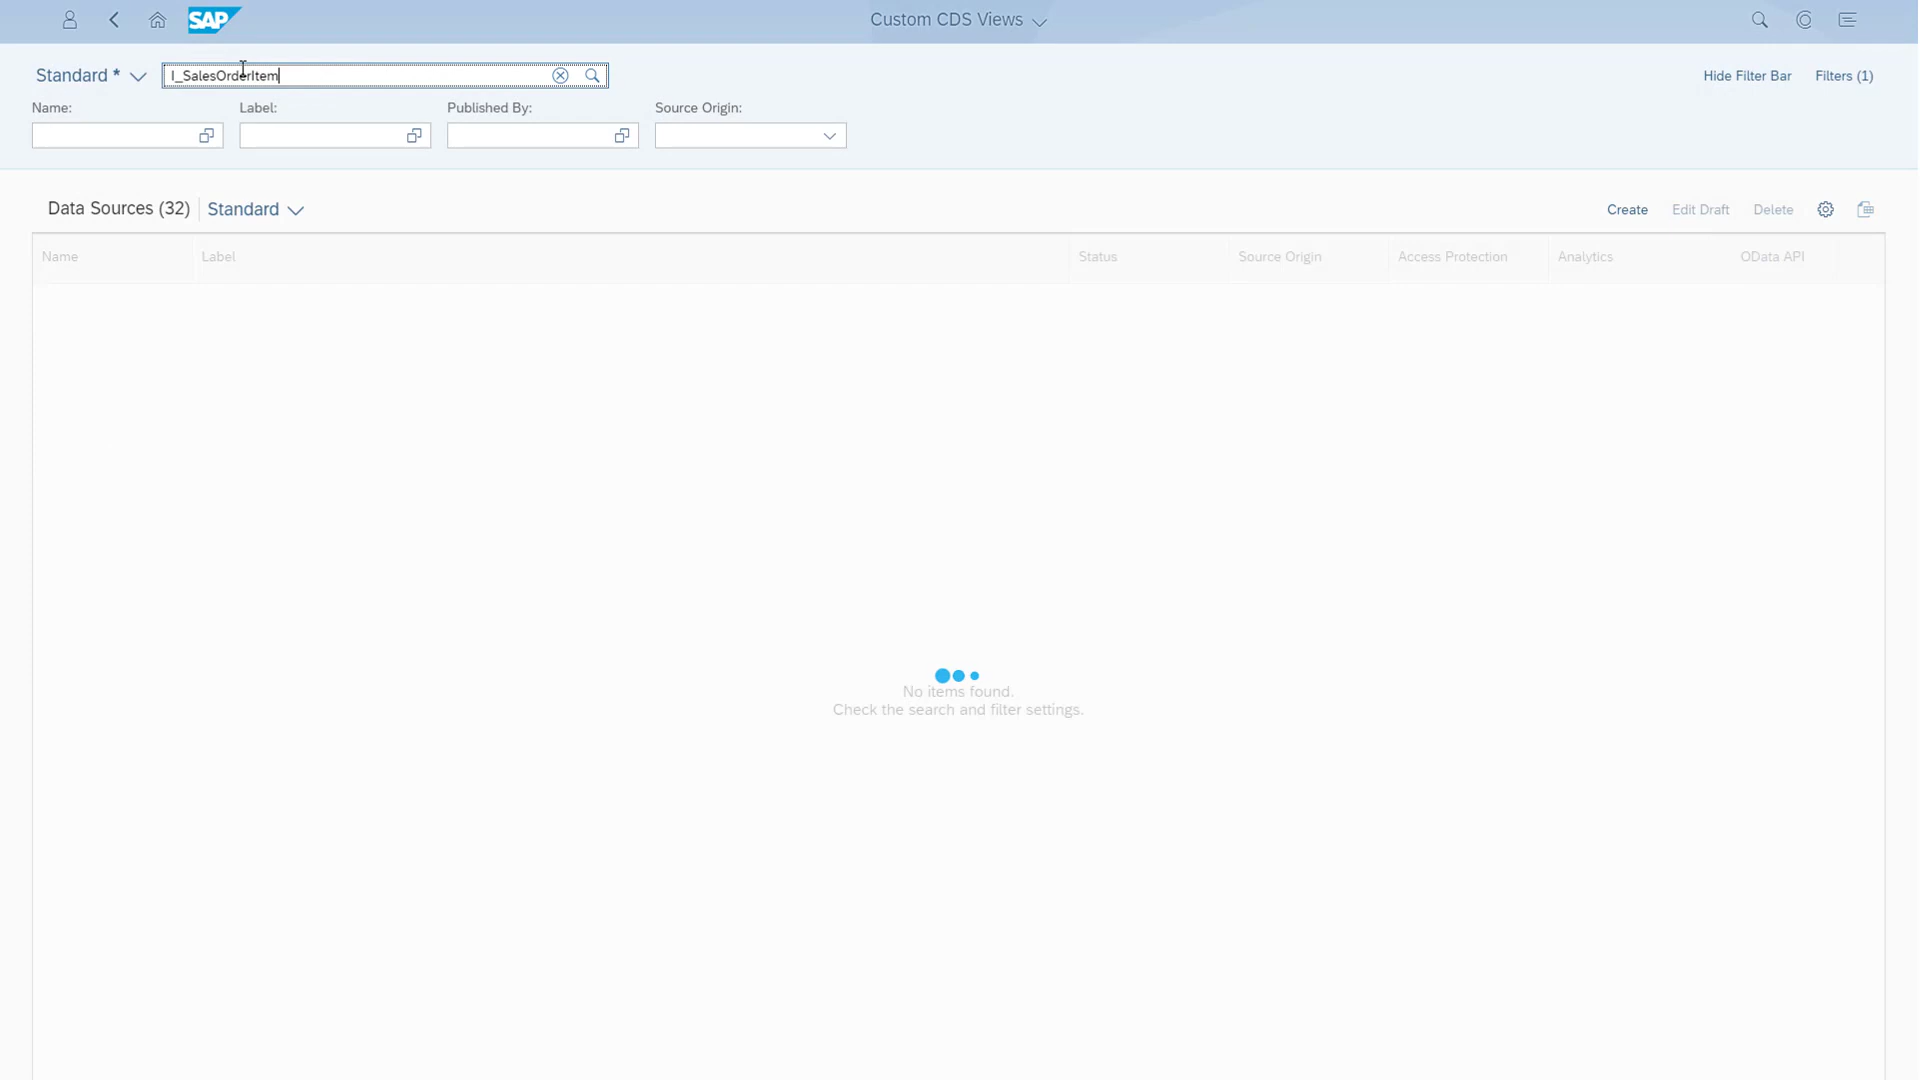 SAP
Custom CDS Views
Standard *
I_SalesOrderItem
Hide Filter Bar
Filters (1)
Name:
Label:
Published By:
Source Origin:
Data Sources (32)
Standard
Create
Edit Draft
Delete
Name
Label
Status
Source Origin
Access Protection
Analytics
OData API
No items found.
Check the search and filter settings.